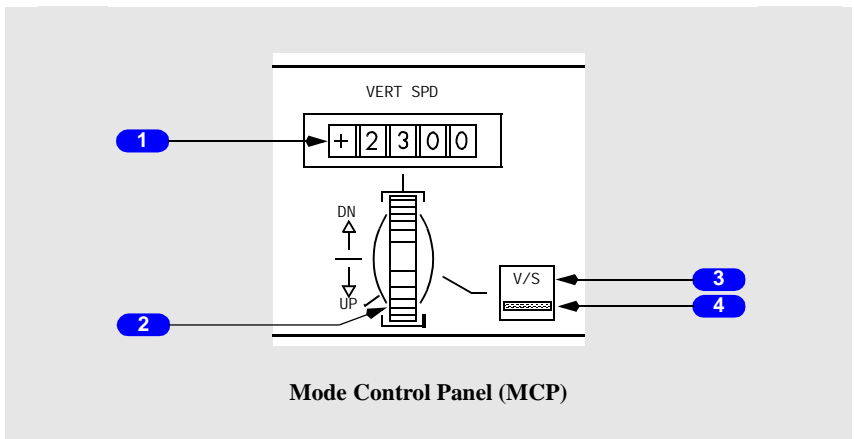 VERT SPD
1
+2300
DN
V/S
3
4
UP
2
Mode Control Panel (MCP)